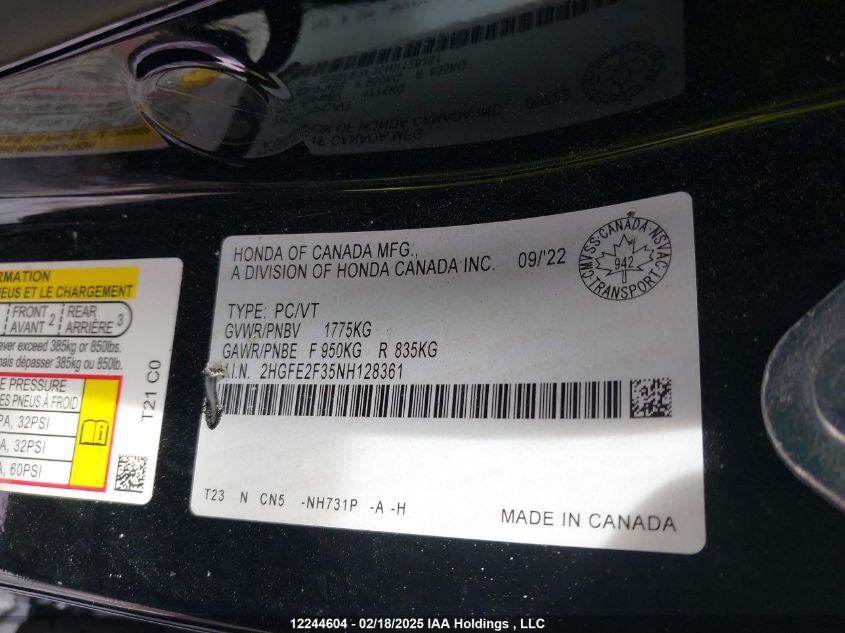 HONDA OF CANADA MFG.,
A DIVISION OF HONDA CANADA INC. 09/'22
CMVSS-CANADA-NSVAC
942
TRANSPORT
TYPE: PC/VT
GVWR/PNBV 1775KG
GAWR/PNBE F 950KG R 835KG
.I.N. 2HGFE2F35NH128361
T23 N CN5 -NH731P -A -H
MADE IN CANADA
RMATION
NEUS ET LE CHARGEMENT
FRONT 2 REAR 3
AVANT ARRIÈRE
ever exceed 385kg or 850lbs.
mais dépasser 385kg ou 850lb.
E PRESSURE
ES PNEUS À FROID
PA, 32PSI
A, 32PSI
A, 60PSI
T21 C0
12244604 - 02/18/2025 IAA Holdings , LLC